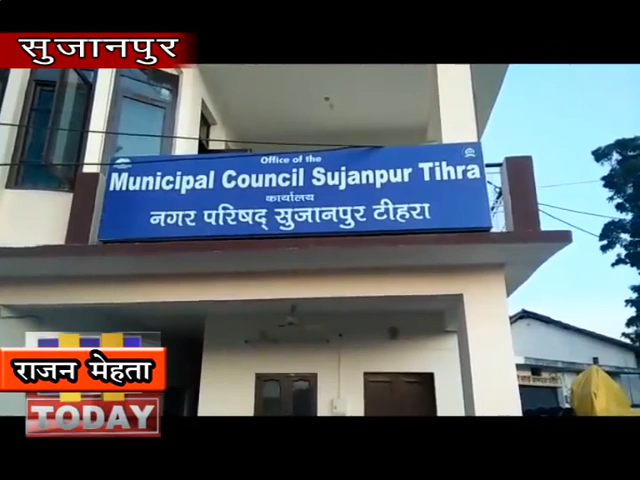 सुजानपुर
Office of the
Municipal Council Sujanpur Tihra
कार्यालय
नगर परिषद् सुजानपुर टीहरा
राजन मेहता
TODAY